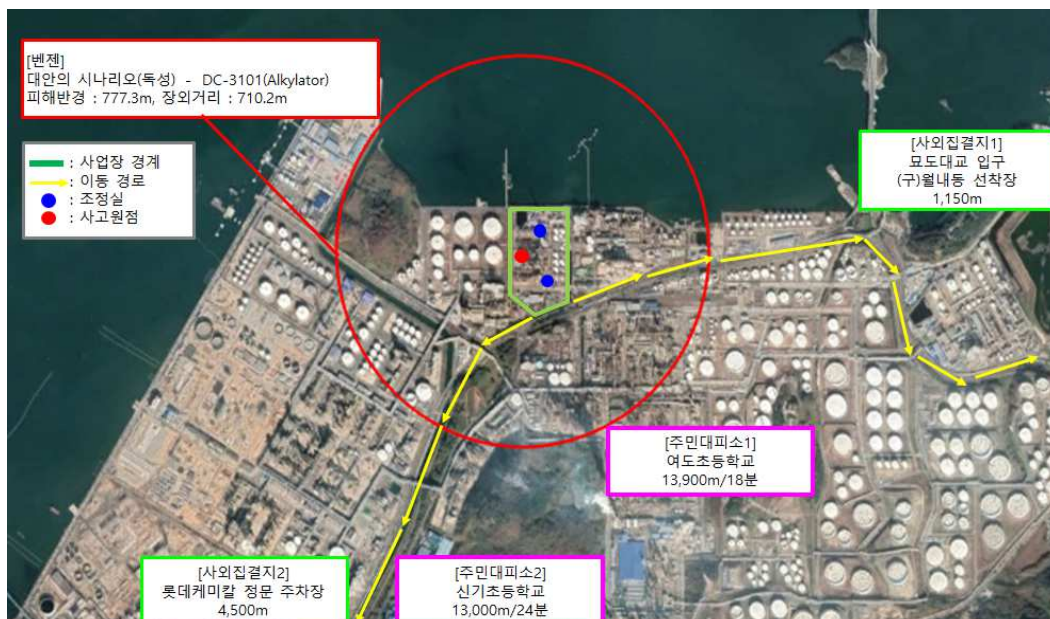 [벤젠]
대안의 시나리오(독성) - DC-3101(Alkylator)
피해반경 : 777.3m, 장외거리 : 710.2m
: 사업장 경계
: 이동 경로
: 조정실
: 사고원점
[사외집결지1]
묘도대교 입구
(구)월내동 선착장
1,150m
[주민대피소1]
여도초등학교
13,900m/18분
[사외집결지2]
롯데케미칼 정문 주차장
4,500m
[주민대피소2]
신기초등학교
13,000m/24분